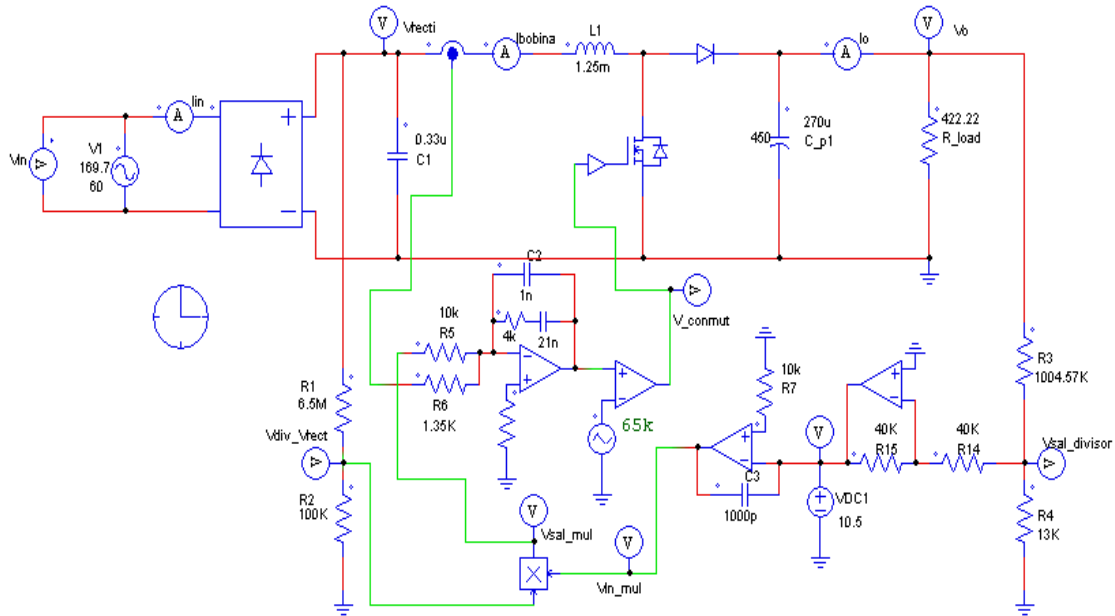 V
Vrecti
A
Ibobina
L1
1.25m
A
Io
V
Vo
A
Iin
+
−
V
Vin
V1
169.7
60
0.33u
C1
450
270u
C_p1
422.22
R_load
C2
1n
10k
R5
4k
21n
R6
1.35K
V
V_conmut
65k
10k
R7
R1
6.5M
V
Vdiv_Vrect
R2
100K
R3
1004.57K
40K
R15
40K
R14
V
Vsal_divisor
V
C3
1000p
VDC1
10.5
R4
13K
V
Vsal_mul
V
Vin_mul
X